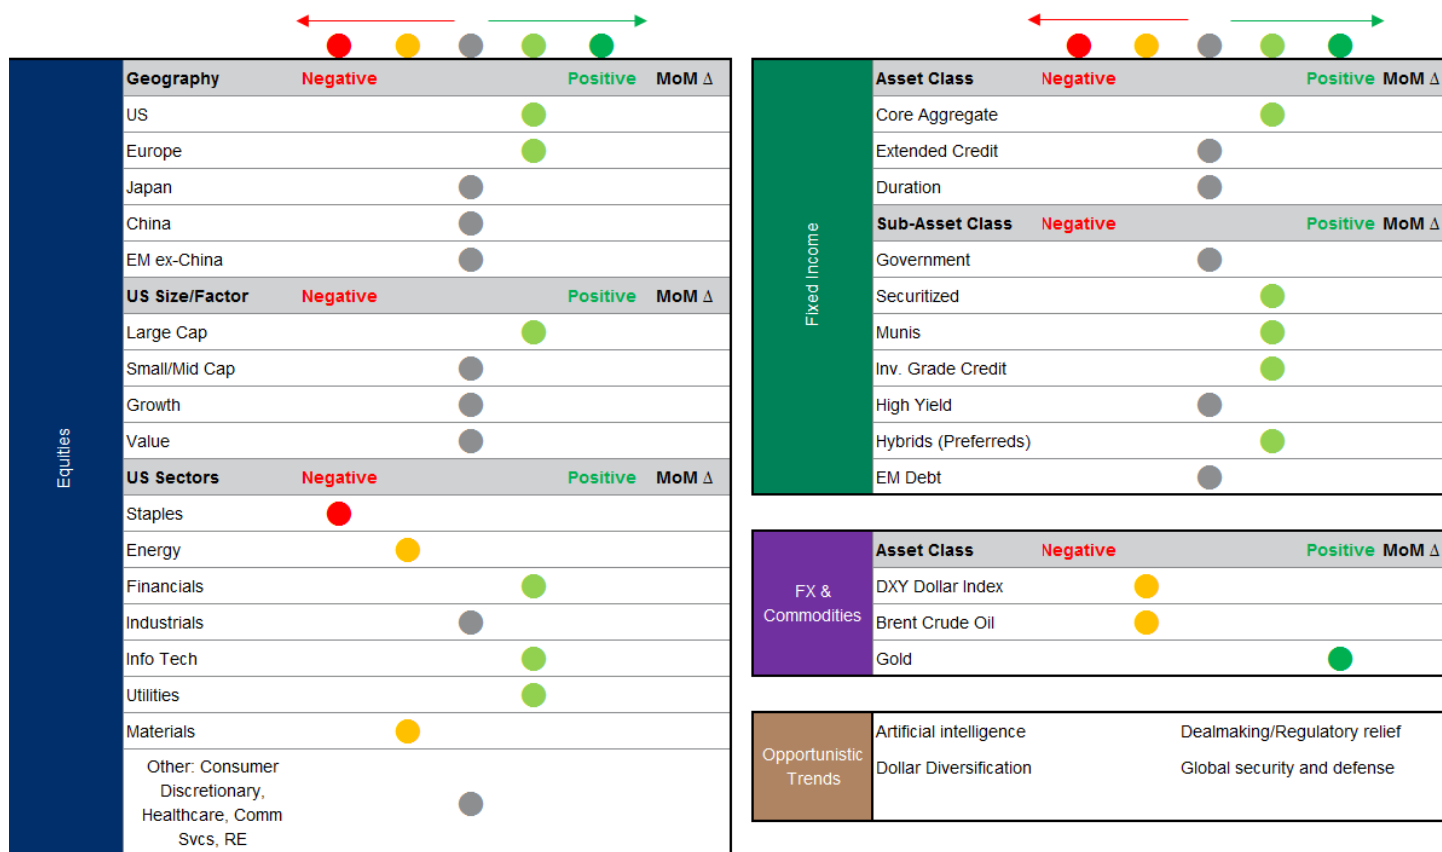 Equities
Geography Negative Positive MoM Δ
US
Europe
Japan
China
EM ex-China
US Size/Factor Negative Positive MoM Δ
Large Cap
Small/Mid Cap
Growth
Value
US Sectors Negative Positive MoM Δ
Staples
Energy
Financials
Industrials
Info Tech
Utilities
Materials
Other: Consumer
Discretionary,
Healthcare, Comm
Svcs, RE
Fixed Income
Asset Class Negative Positive MoM Δ
Core Aggregate
Extended Credit
Duration
Sub-Asset Class Negative Positive MoM Δ
Government
Securitized
Munis
Inv. Grade Credit
High Yield
Hybrids (Preferreds)
EM Debt
FX &
Commodities
Asset Class Negative Positive MoM Δ
DXY Dollar Index
Brent Crude Oil
Gold
Opportunistic
Trends
Artificial intelligence Dealmaking/Regulatory relief
Dollar Diversification Global security and defense